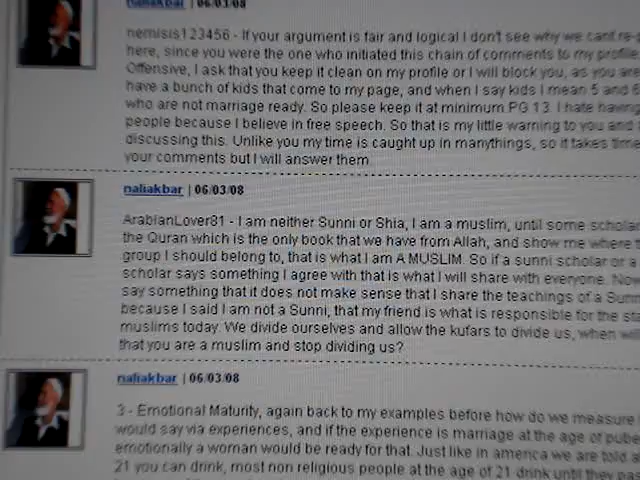 naliakbar | 06/03/08
nemisis123456 - If your argument is fair and logical I don't see why we cant re-p
here, since you were the one who initiated this chain of comments to my profile.
Offensive, I ask that you keep it clean on my profile or I will block you, as you are
have a bunch of kids that come to my page, and when I say kids I mean 5 and 6
who are not marriage ready. So please keep it at minimum PG 13. I hate having
people because I believe in free speech. So that is my little warning to you and
discussing this. Unlike you my time is caught up in manythings, so it takes time
your comments but I will answer them
naliakbar | 06/03/08
ArabianLover81 - I am neither Sunni or Shia, I am a muslim, until some scholar
the Quran which is the only book that we have from Allah, and show me where t
group I should belong to, that is what I am A MUSLIM. So if a sunni scholar or a
scholar says something I agree with that is what I will share with everyone. Now
say something that it does not make sense that I share the teachings of a Sunn
because I said I am not a Sunni, that my friend is what is responsible for the sta
muslims today. We divide ourselves and allow the kufars to divide us, when will
that you are a muslim and stop dividing us?
naliakbar | 06/03/08
3 - Emotional Maturity, again back to my examples before how do we measure
would say via experiences, and if the experience is marriage at the age of pube
emotionally a woman would be ready for that. Just like in america we are told a
21 you can drink, most non religious people at the age of 21 drink until they pas